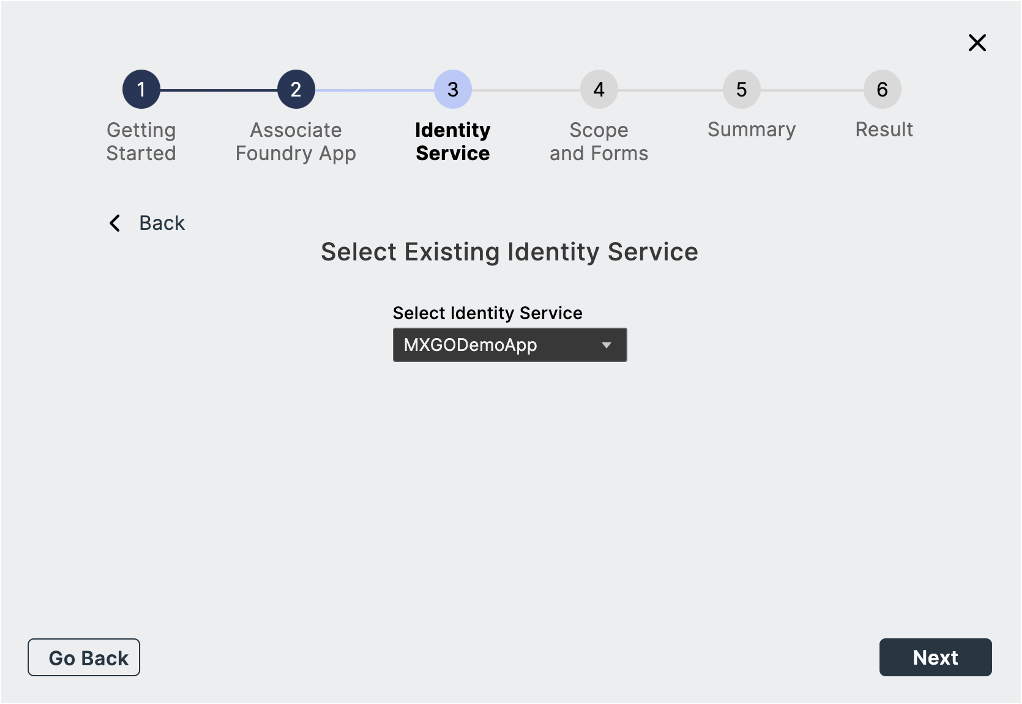 1
2
3
4
5
6
Getting
Started
Associate
Foundry App
Identity
Service
Scope
and Forms
Summary
Result
Back
Select Existing Identity Service
Select Identity Service
MXGODemoApp
Go Back
Next